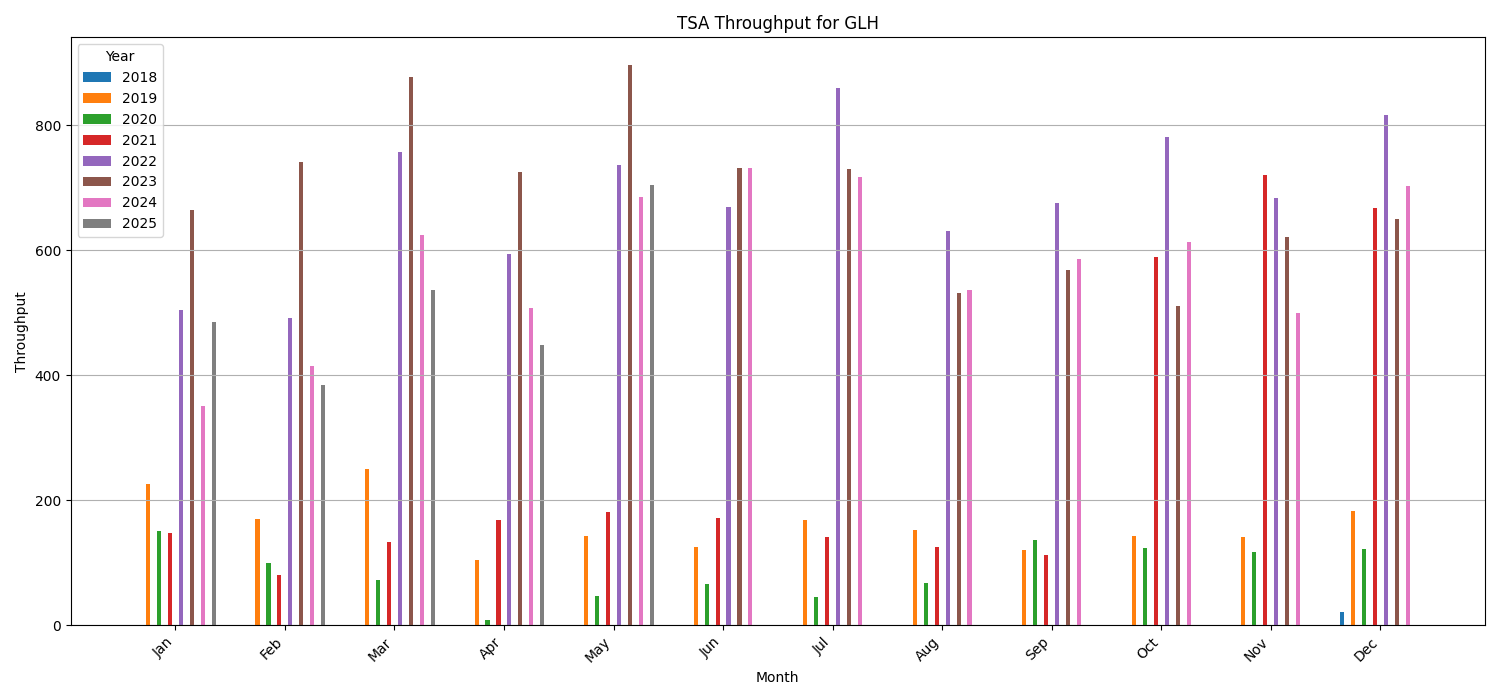 TSA Throughput for GLH
Year
2018
2019
2020
2021
2022
2023
2024
2025
Throughput
800
600
400
200
0
Jan
Feb
Mar
Apr
May
Jun
Jul
Aug
Sep
Oct
Nov
Dec
Month